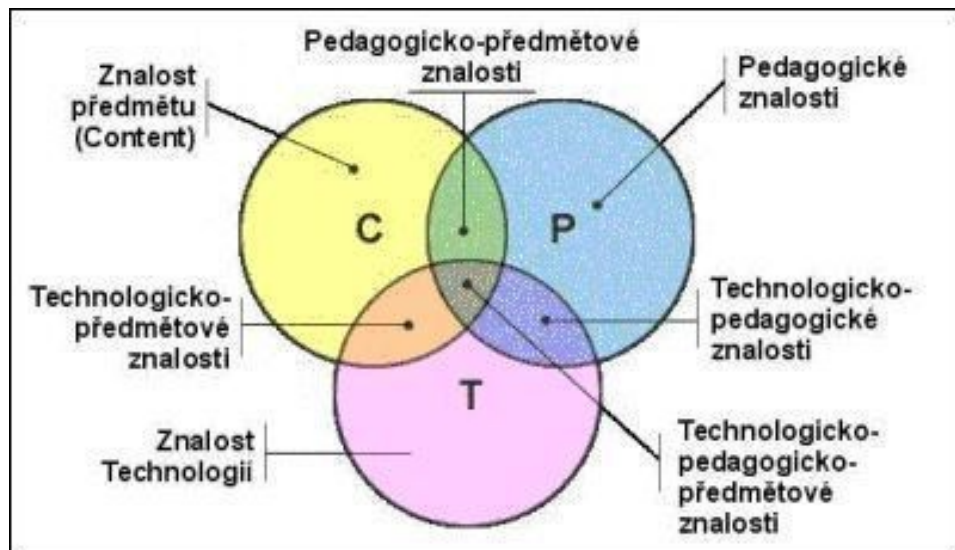 Pedagogicko-předmětové
znalosti
Znalost
předmětu
(Content)
Pedagogické
znalosti
C
P
Technologicko-
předmětové
znalosti
Technologicko-
pedagogické
znalosti
T
Znalost
Technologií
Technologicko-
pedagogicko-
předmětové
znalosti